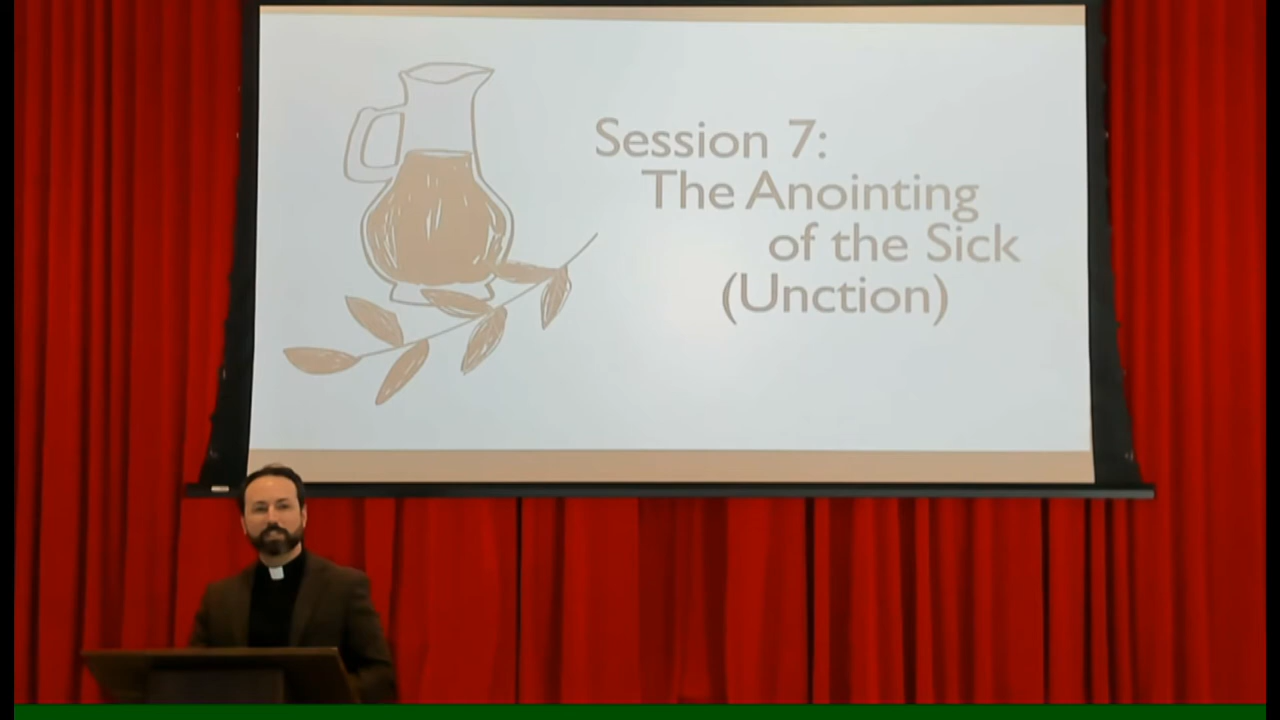 Session 7:
The Anointing
of the Sick
(Unction)